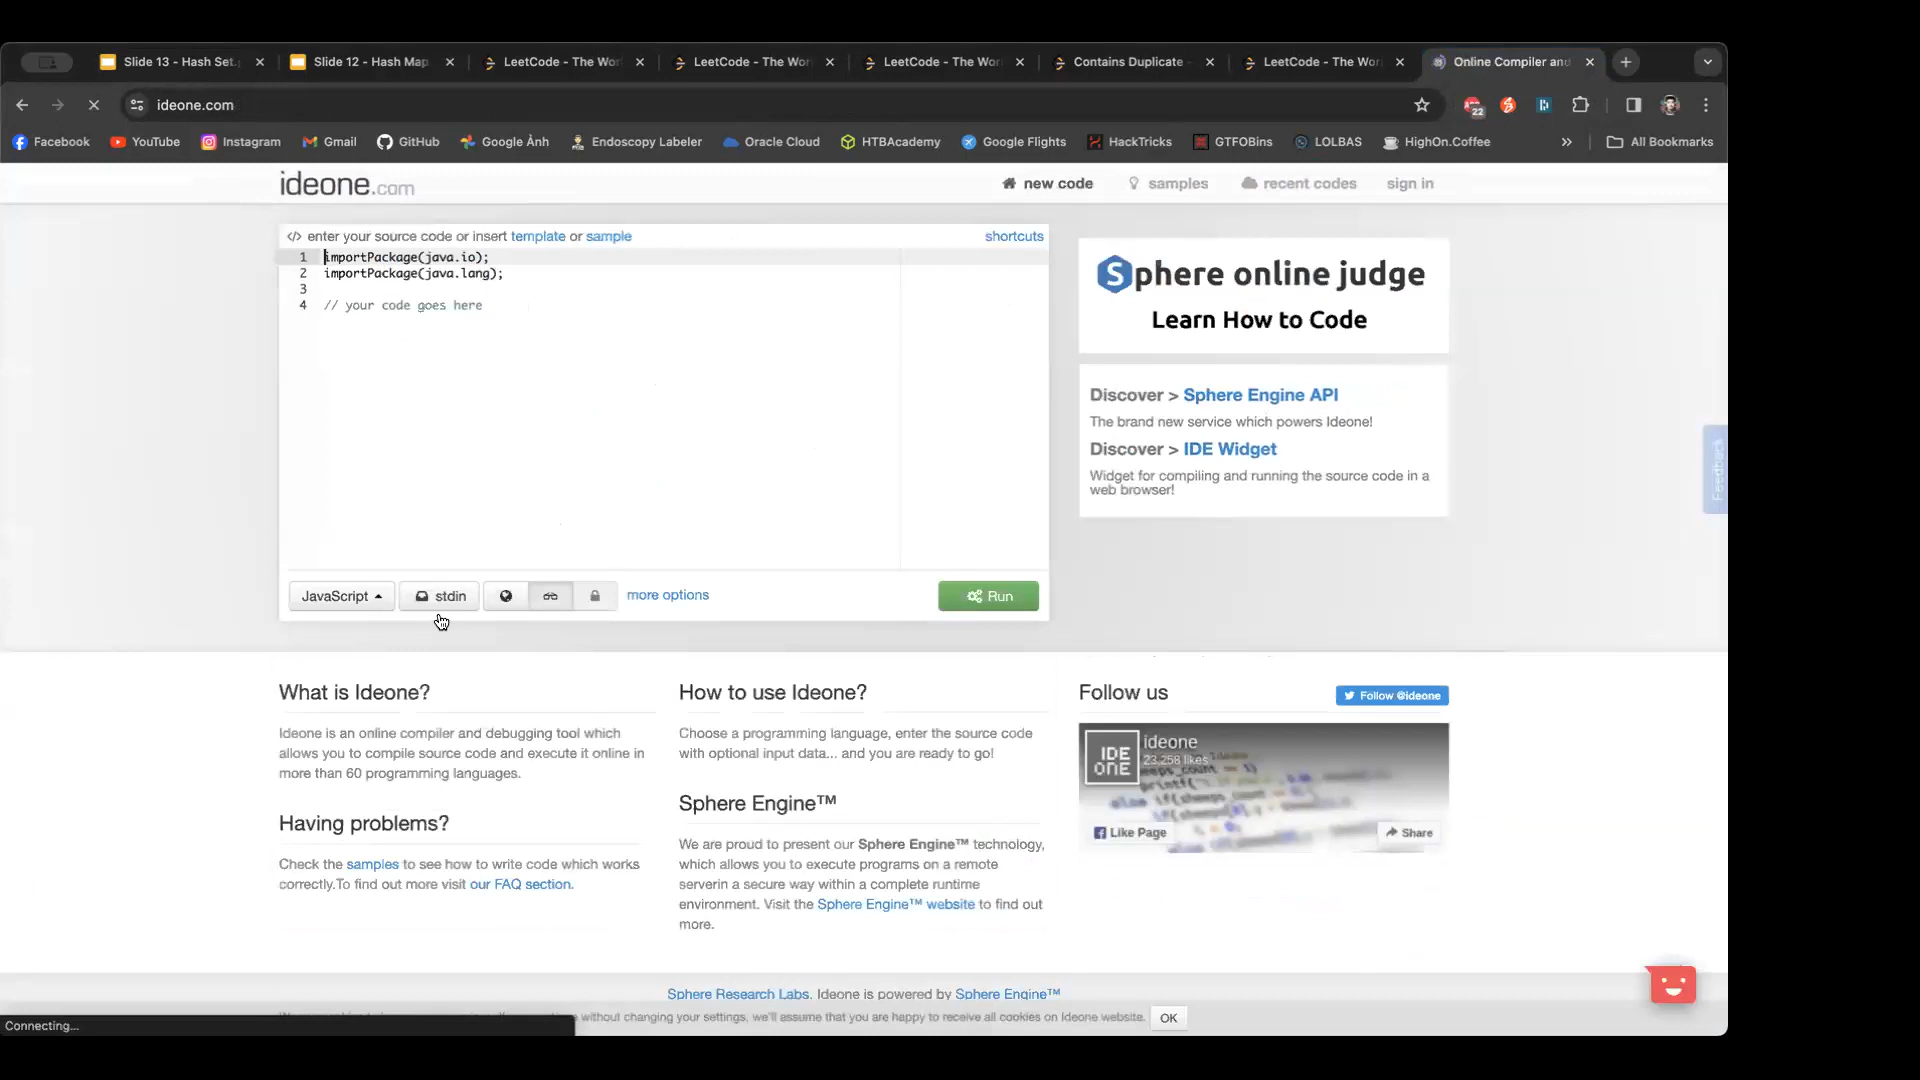 Slide 13 - Hash Set.
Slide 12 - Hash Map
LeetCode - The Wor
LeetCode - The Wor
LeetCode - The Wor
Contains Duplicate -
LeetCode - The Wor
Online Compiler and
ideone.com
22
Facebook
YouTube
Instagram
Gmail
GitHub
Google Ảnh
Endoscopy Labeler
Oracle Cloud
HTBAcademy
Google Flights
HackTricks
GTFOBins
LOLBAS
HighOn.Coffee
All Bookmarks
ideone.com
new code
samples
recent codes
sign in
</> enter your source code or insert template or sample
shortcuts
1 importPackage(java.io);
2 importPackage(java.lang);
3
4 // your code goes here
JavaScript
stdin
more options
Run
Sphere online judge
Learn How to Code
Discover > Sphere Engine API
The brand new service which powers Ideone!
Discover > IDE Widget
Widget for compiling and running the source code in a
web browser!
Feedback
What is Ideone?
Ideone is an online compiler and debugging tool which
allows you to compile source code and execute it online in
more than 60 programming languages.
Having problems?
Check the samples to see how to write code which works
correctly.To find out more visit our FAQ section.
How to use Ideone?
Choose a programming language, enter the source code
with optional input data... and you are ready to go!
Sphere Engine™
We are proud to present our Sphere Engine™ technology,
which allows you to execute programs on a remote
serverin a secure way within a complete runtime
environment. Visit the Sphere Engine™ website to find out
more.
Follow us
Follow @ideone
IDE
ONE
ideone
23,258 likes
Like Page
Share
Sphere Research Labs. Ideone is powered by Sphere Engine™
without changing your settings, we'll assume that you are happy to receive all cookies on Ideone website.
OK
Connecting...